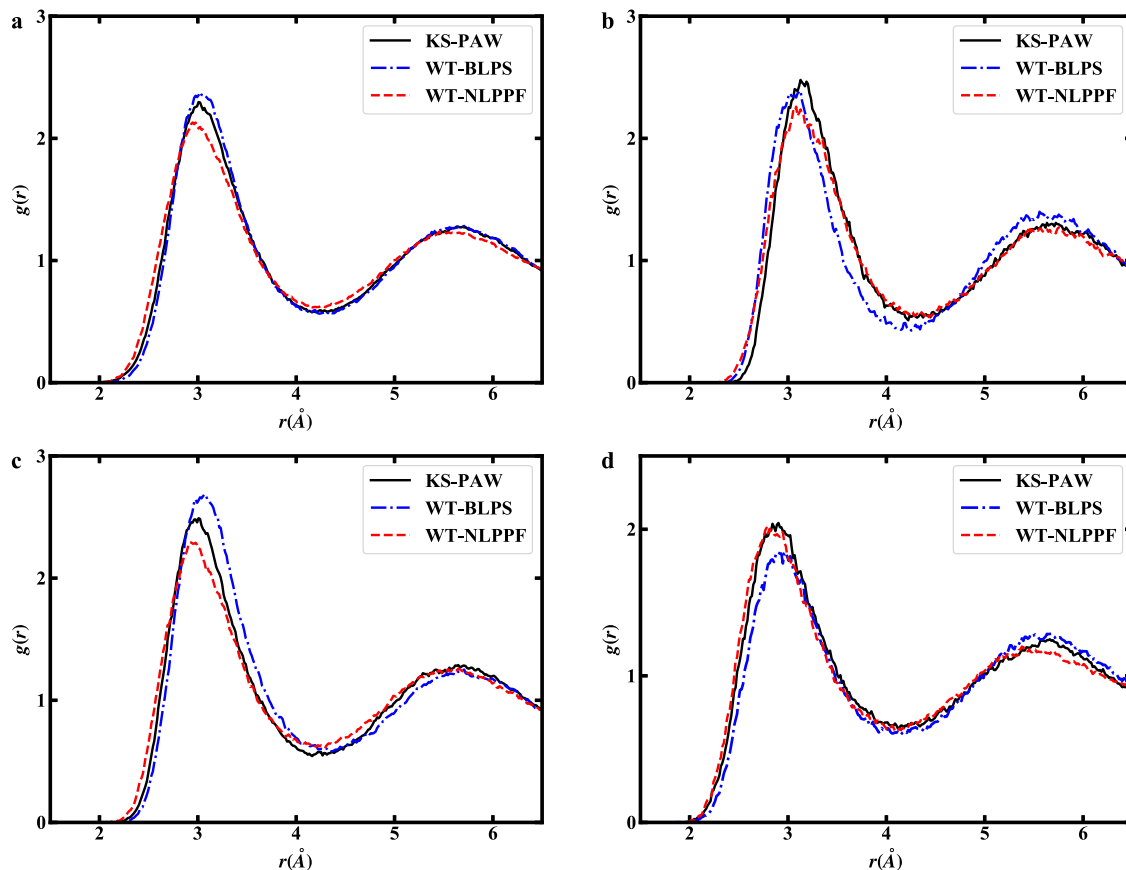 a
3
2
1
0
g(r)
KS-PAW
WT-BLPS
WT-NLPPF
2 3 4 5 6
r(Å)
b
3
2
1
0
g(r)
KS-PAW
WT-BLPS
WT-NLPPF
2 3 4 5 6
r(Å)
c
3
2
1
0
g(r)
KS-PAW
WT-BLPS
WT-NLPPF
2 3 4 5 6
r(Å)
d
2
1
0
g(r)
KS-PAW
WT-BLPS
WT-NLPPF
2 3 4 5 6
r(Å)